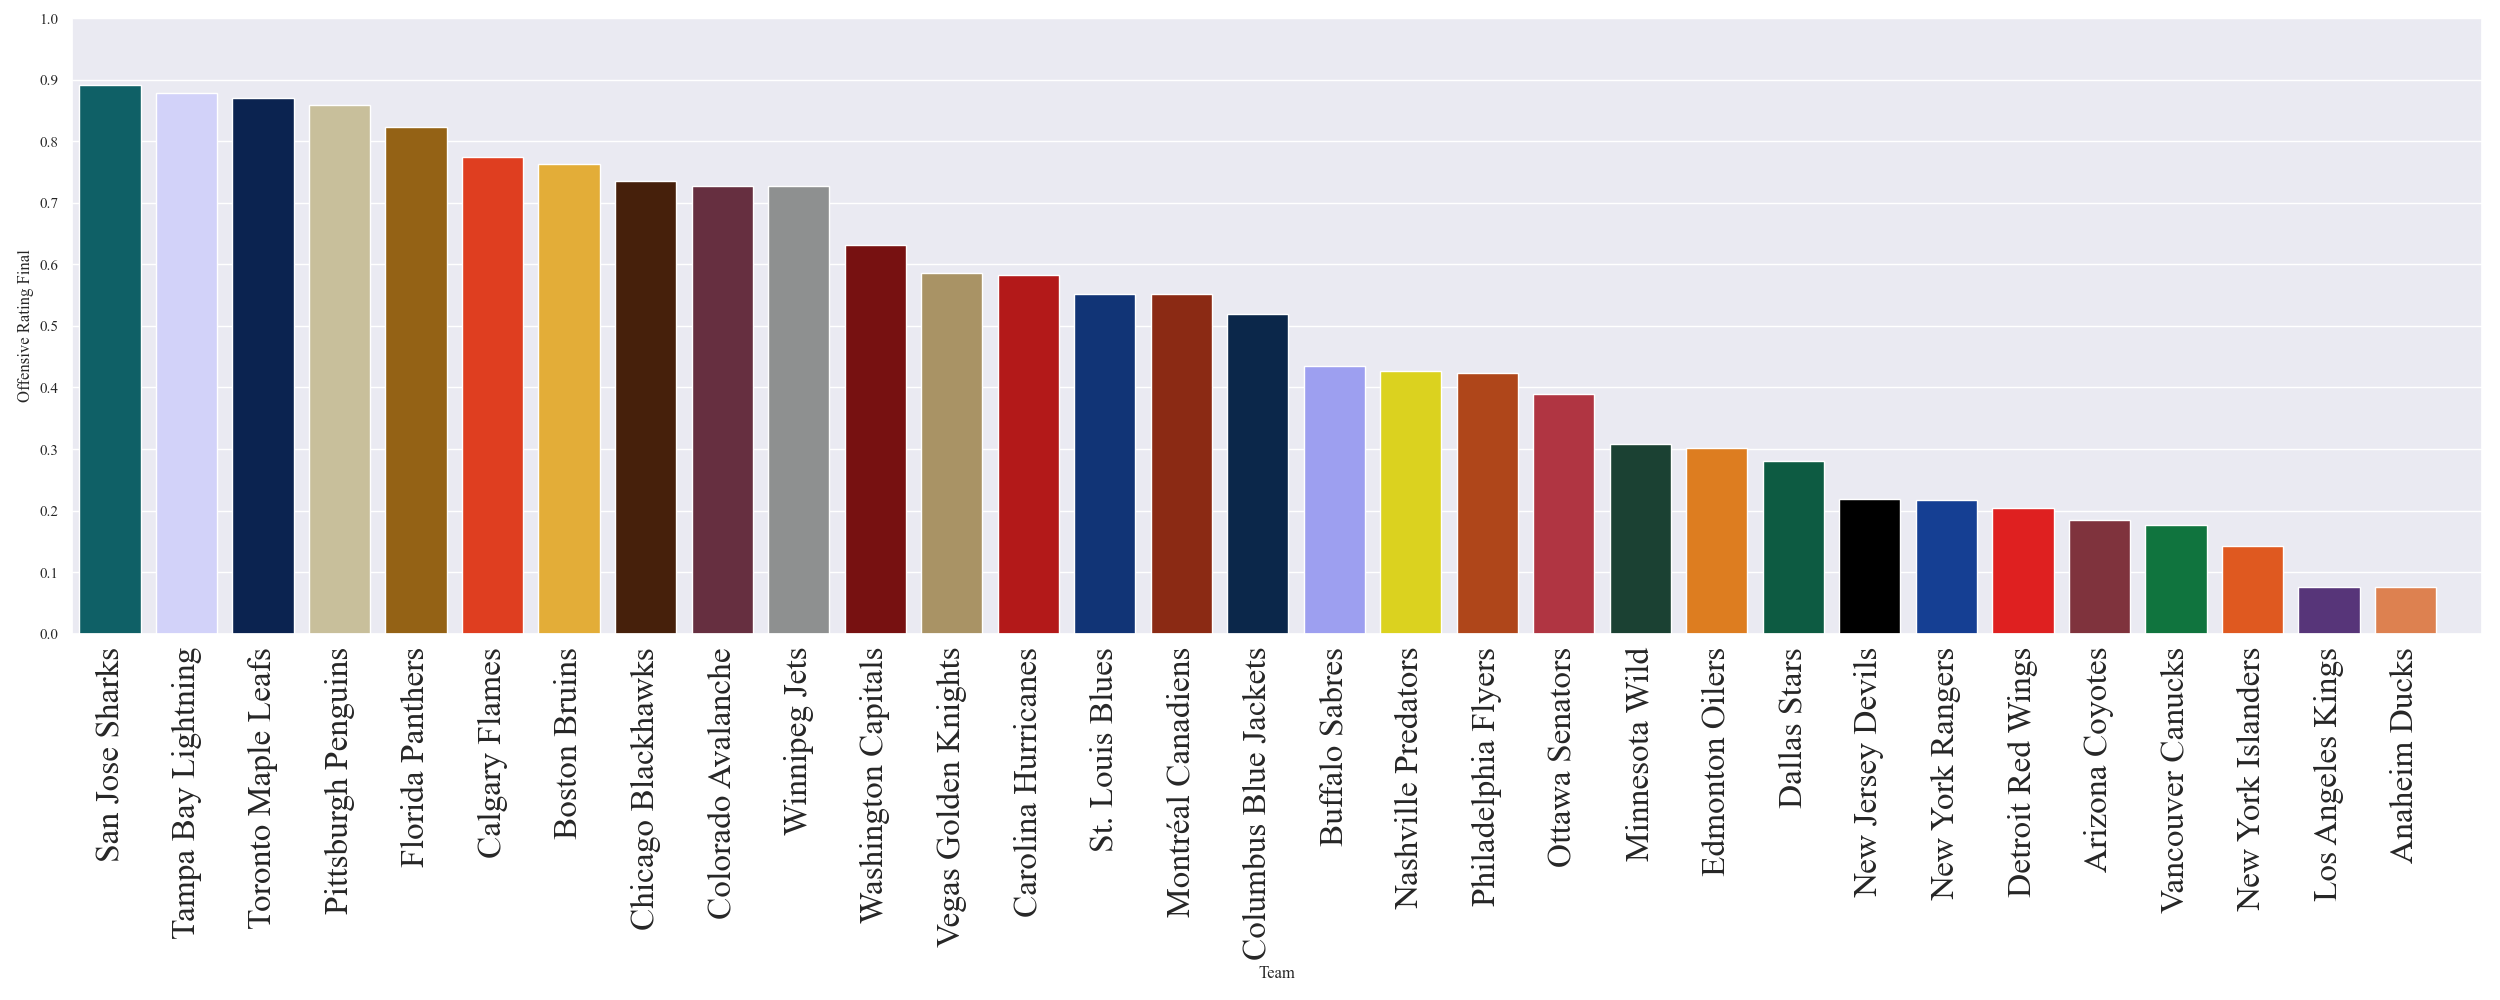 1.0
0.9
0.8
0.7
0.6
0.5
0.4
0.3
0.2
0.1
0.0
Offensive Rating Final
San Jose Sharks
Tampa Bay Lightning
Toronto Maple Leafs
Pittsburgh Penguins
Florida Panthers
Calgary Flames
Boston Bruins
Chicago Blackhawks
Colorado Avalanche
Winnipeg Jets
Washington Capitals
Vegas Golden Knights
Carolina Hurricanes
St. Louis Blues
Montréal Canadiens
Columbus Blue Jackets
Buffalo Sabres
Nashville Predators
Philadelphia Flyers
Ottawa Senators
Minnesota Wild
Edmonton Oilers
Dallas Stars
New Jersey Devils
New York Rangers
Detroit Red Wings
Arizona Coyotes
Vancouver Canucks
New York Islanders
Los Angeles Kings
Anaheim Ducks
Team